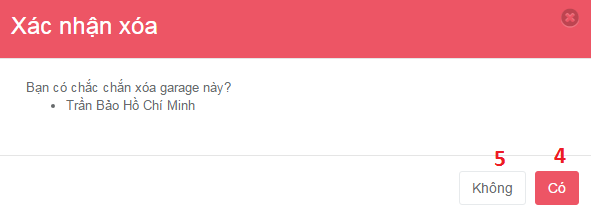 Xác nhận xóa
Bạn có chắc chắn xóa garage này?
• Trần Bảo Hồ Chí Minh
5 4
Không Có